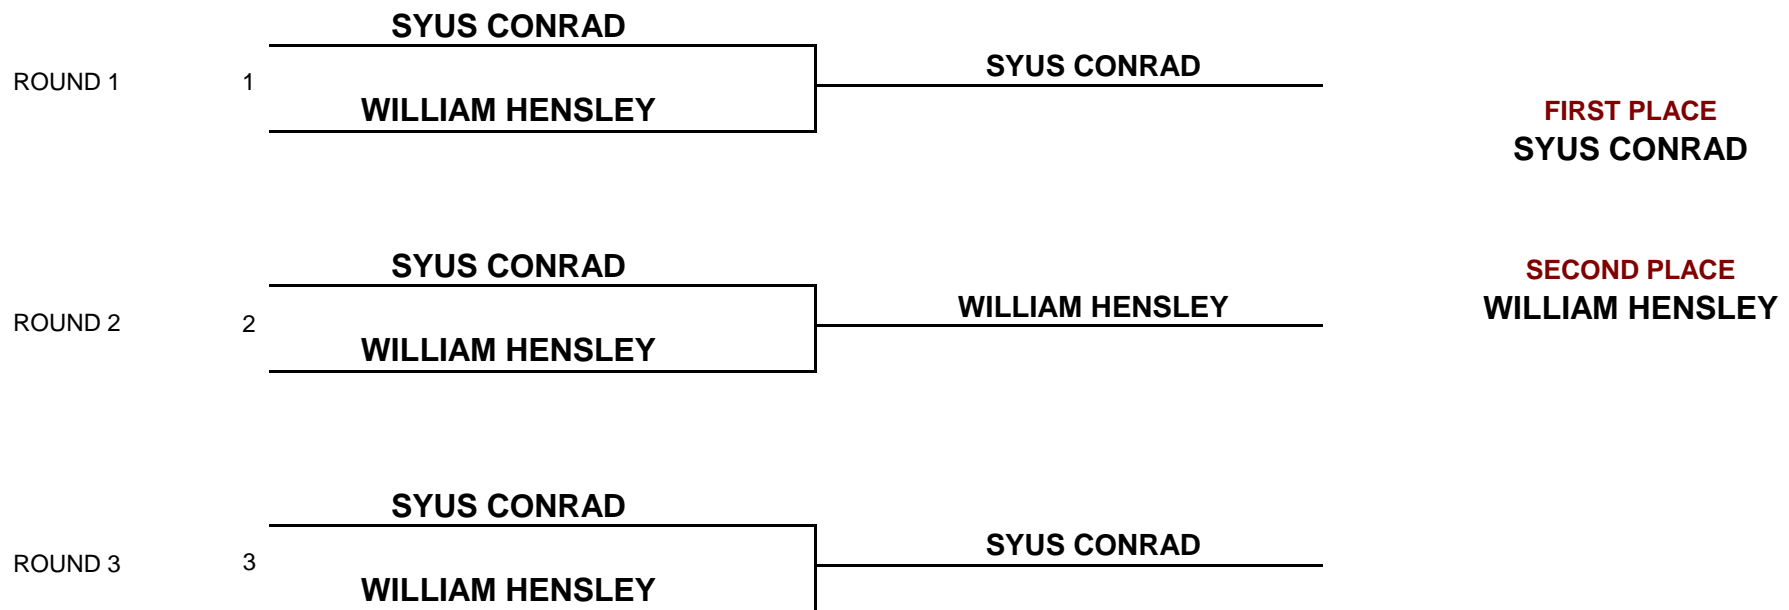 SYUS CONRAD
ROUND 1 1 SYUS CONRAD
WILLIAM HENSLEY
FIRST PLACE
SYUS CONRAD
SYUS CONRAD
SECOND PLACE
ROUND 2 2 WILLIAM HENSLEY
WILLIAM HENSLEY
WILLIAM HENSLEY
SYUS CONRAD
ROUND 3 3 SYUS CONRAD
WILLIAM HENSLEY